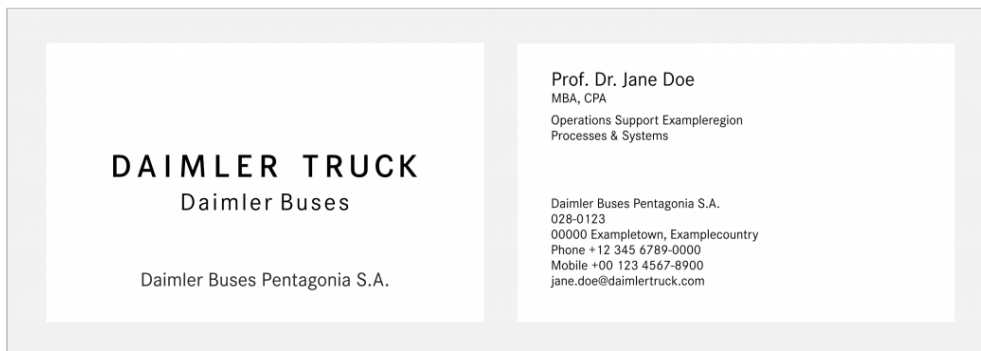 DAIMLER TRUCK
Daimler Buses
Daimler Buses Pentagonia S.A.
Prof. Dr. Jane Doe
MBA, CPA
Operations Support Exampleregion
Processes & Systems
Daimler Buses Pentagonia S.A.
028-0123
00000 Exampletown, Examplecountry
Phone +12 345 6789-0000
Mobile +00 123 4567-8900
jane.doe@daimlertruck.com